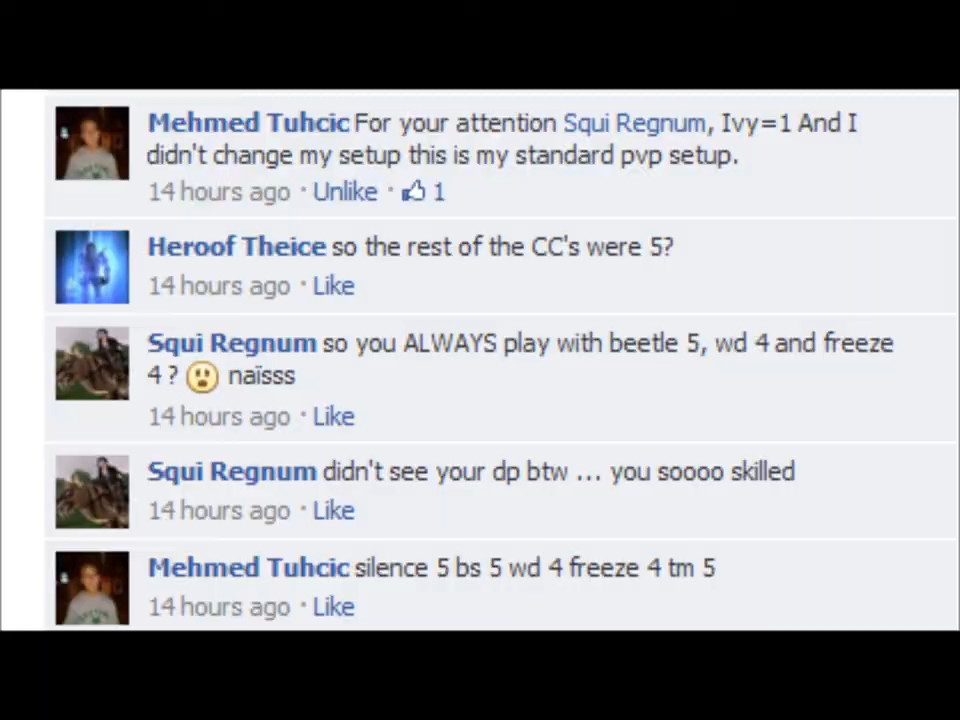 Mehmed Tuhcic For your attention Squi Regnum, Ivy=1 And I
didn't change my setup this is my standard pvp setup.
14 hours ago · Unlike · 1
Heroof Theice so the rest of the CC's were 5?
14 hours ago · Like
Squi Regnum so you ALWAYS play with beetle 5, wd 4 and freeze
4 ? naïsss
14 hours ago · Like
Squi Regnum didn't see your dp btw ... you soooo skilled
14 hours ago · Like
Mehmed Tuhcic silence 5 bs 5 wd 4 freeze 4 tm 5
14 hours ago · Like